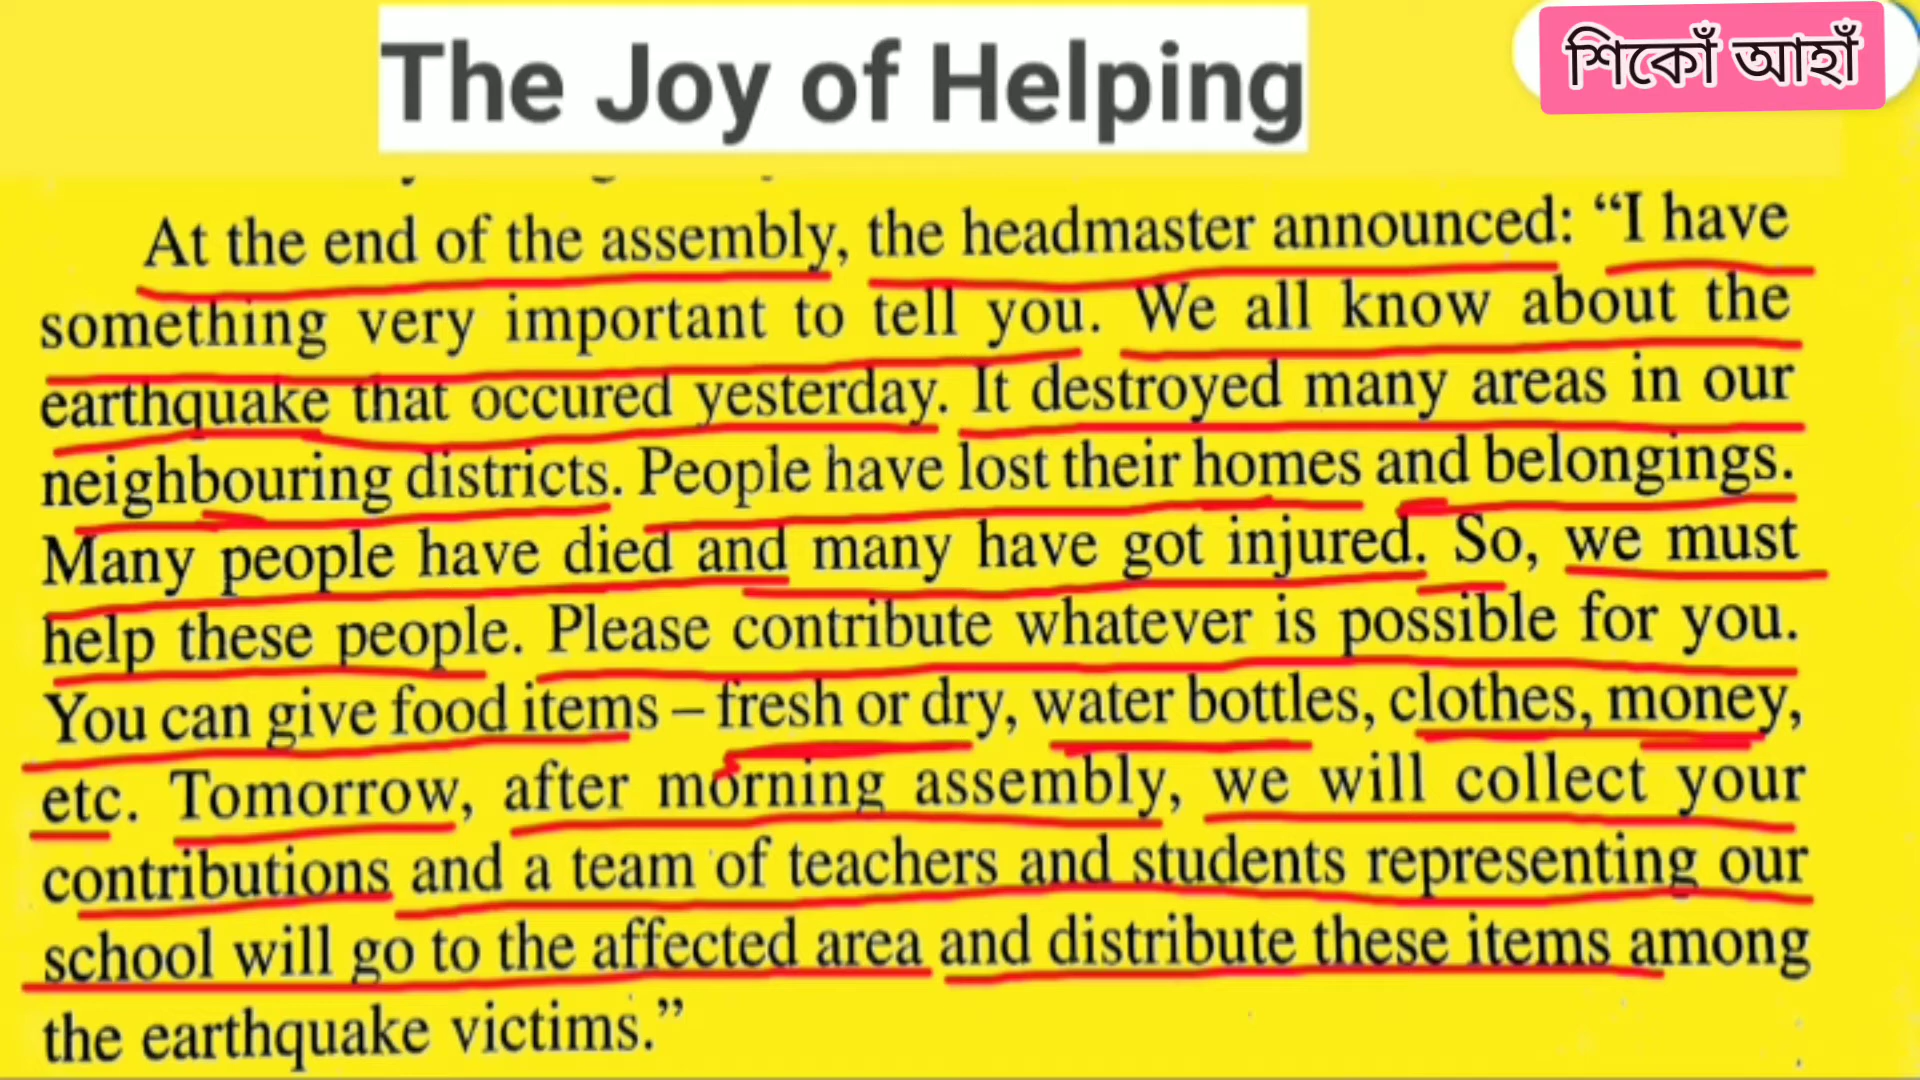 The Joy of Helping
শিকোঁ আহাঁ
At the end of the assembly, the headmaster announced: “I have
something very important to tell you. We all know about the
earthquake that occured yesterday. It destroyed many areas in our
neighbouring districts. People have lost their homes and belongings.
Many people have died and many have got injured. So, we must
help these people. Please contribute whatever is possible for you.
You can give food items – fresh or dry, water bottles, clothes, money,
etc. Tomorrow, after morning assembly, we will collect your
contributions and a team of teachers and students representing our
school will go to the affected area and distribute these items among
the earthquake victims.”